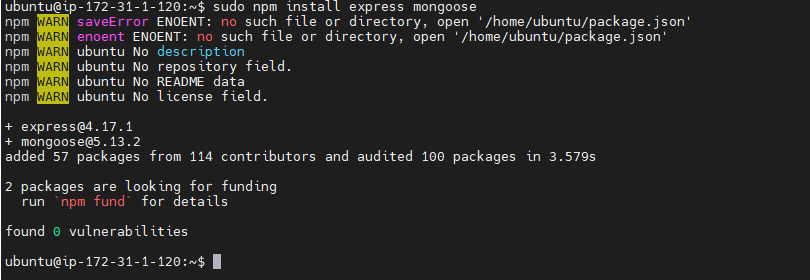 ubuntu@ip-172-31-1-120:~$ sudo npm install express mongoose
npm WARN saveError ENOENT: no such file or directory, open '/home/ubuntu/package.json'
npm WARN enoent ENOENT: no such file or directory, open '/home/ubuntu/package.json'
npm WARN ubuntu No description
npm WARN ubuntu No repository field.
npm WARN ubuntu No README data
npm WARN ubuntu No license field.
+ express@4.17.1
+ mongoose@5.13.2
added 57 packages from 114 contributors and audited 100 packages in 3.579s
2 packages are looking for funding
run `npm fund` for details
found 0 vulnerabilities
ubuntu@ip-172-31-1-120:~$